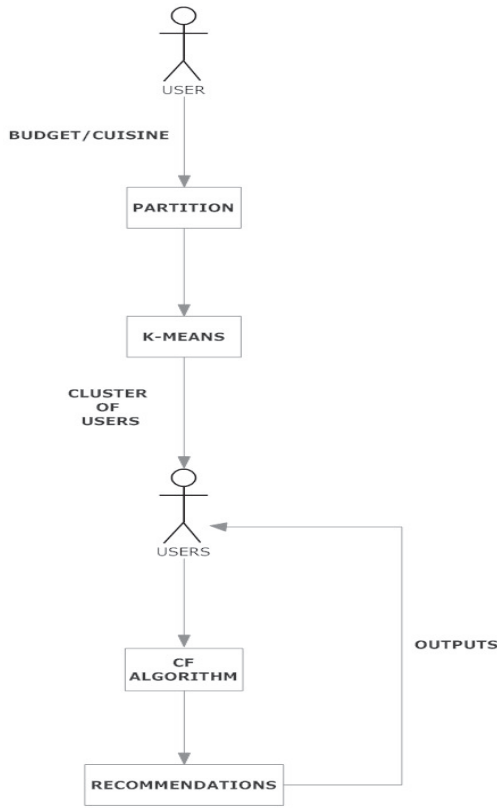 USER
BUDGET/CUISINE
PARTITION
K-MEANS
CLUSTER
OF
USERS
USERS
CF
ALGORITHM
OUTPUTS
RECOMMENDATIONS